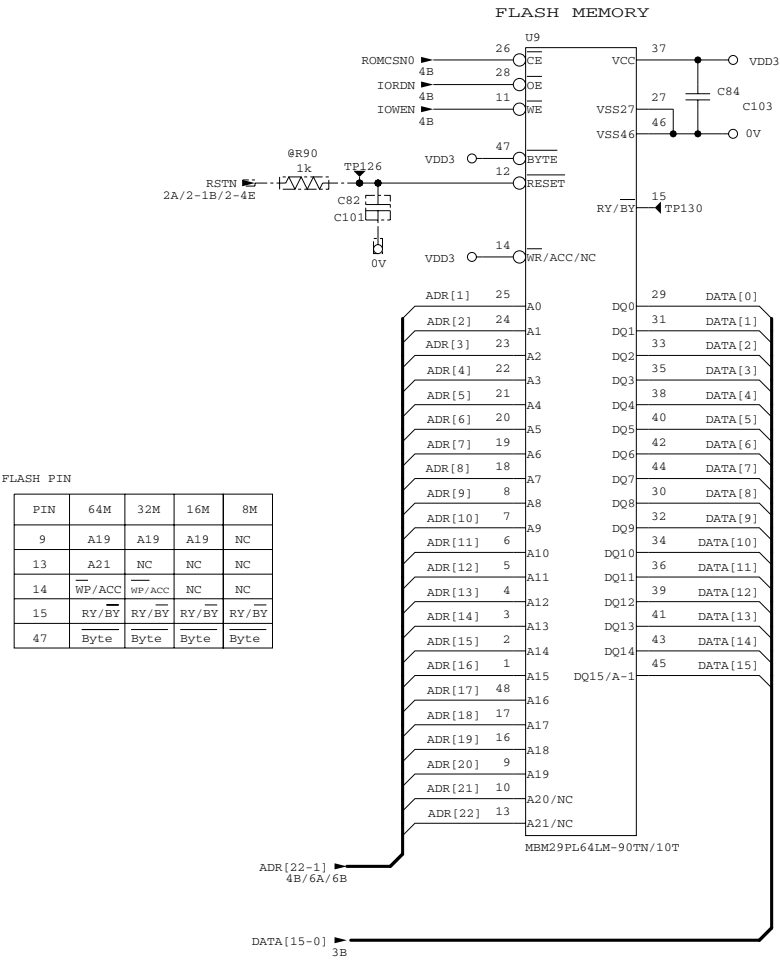 FLASH MEMORY
U9
ROMCSN0 4B 26 CE VCC 37 VDD3
IORDN 4B 28 OE C84 C103
IOWEN 4B 11 WE VSS27 27
VSS46 46 0V
VDD3 47 BYTE
@R90
1k
TP126
RSTN 12 RESET
2A/2-1B/2-4E
C82
C101
0V
RY/BY 15 TP130
VDD3 14 WR/ACC/NC
ADR[1] 25 A0 DQ0 29 DATA[0]
ADR[2] 24 A1 DQ1 31 DATA[1]
ADR[3] 23 A2 DQ2 33 DATA[2]
ADR[4] 22 A3 DQ3 35 DATA[3]
ADR[5] 21 A4 DQ4 38 DATA[4]
ADR[6] 20 A5 DQ5 40 DATA[5]
ADR[7] 19 A6 DQ6 42 DATA[6]
ADR[8] 18 A7 DQ7 44 DATA[7]
ADR[9] 8 A8 DQ8 30 DATA[8]
ADR[10] 7 A9 DQ9 32 DATA[9]
ADR[11] 6 A10 DQ10 34 DATA[10]
ADR[12] 5 A11 DQ11 36 DATA[11]
ADR[13] 4 A12 DQ12 39 DATA[12]
ADR[14] 3 A13 DQ13 41 DATA[13]
ADR[15] 2 A14 DQ14 43 DATA[14]
ADR[16] 1 A15 DQ15/A-1 45 DATA[15]
ADR[17] 48 A16
ADR[18] 17 A17
ADR[19] 16 A18
ADR[20] 9 A19
ADR[21] 10 A20/NC
ADR[22] 13 A21/NC
MBM29PL64LM-90TN/10T
ADR[22-1]
4B/6A/6B
DATA[15-0]
3B
FLASH PIN
PIN 64M 32M 16M 8M
9 A19 A19 A19 NC
13 A21 NC NC NC
14 WP/ACC WP/ACC NC NC
15 RY/BY RY/BY RY/BY RY/BY
47 Byte Byte Byte Byte